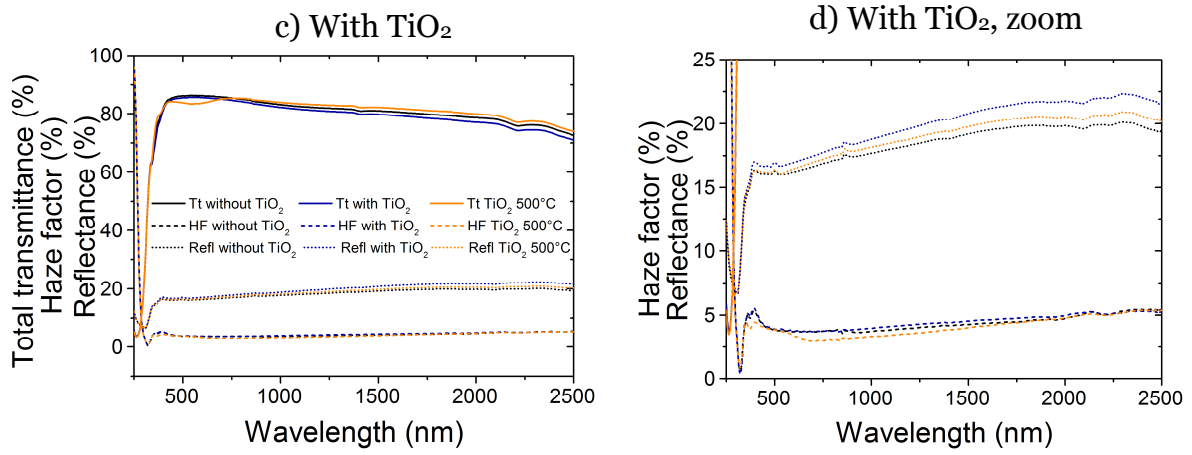 c) With TiO₂
Total transmittance (%)
Haze factor (%)
Reflectance (%)
100
80
60
40
20
0
Tt without TiO₂ Tt with TiO₂ Tt TiO₂ 500°C
HF without TiO₂ HF with TiO₂ HF TiO₂ 500°C
Refl without TiO₂ Refl with TiO₂ Refl TiO₂ 500°C
500 1000 1500 2000 2500
Wavelength (nm)
d) With TiO₂, zoom
Haze factor (%)
Reflectance (%)
25
20
15
10
5
0
500 1000 1500 2000 2500
Wavelength (nm)